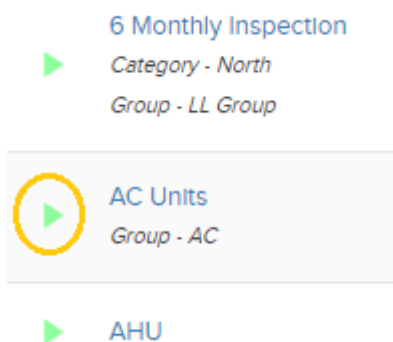 6 Monthly Inspection
Category - North
Group - LL Group
AC Units
Group - AC
AHU